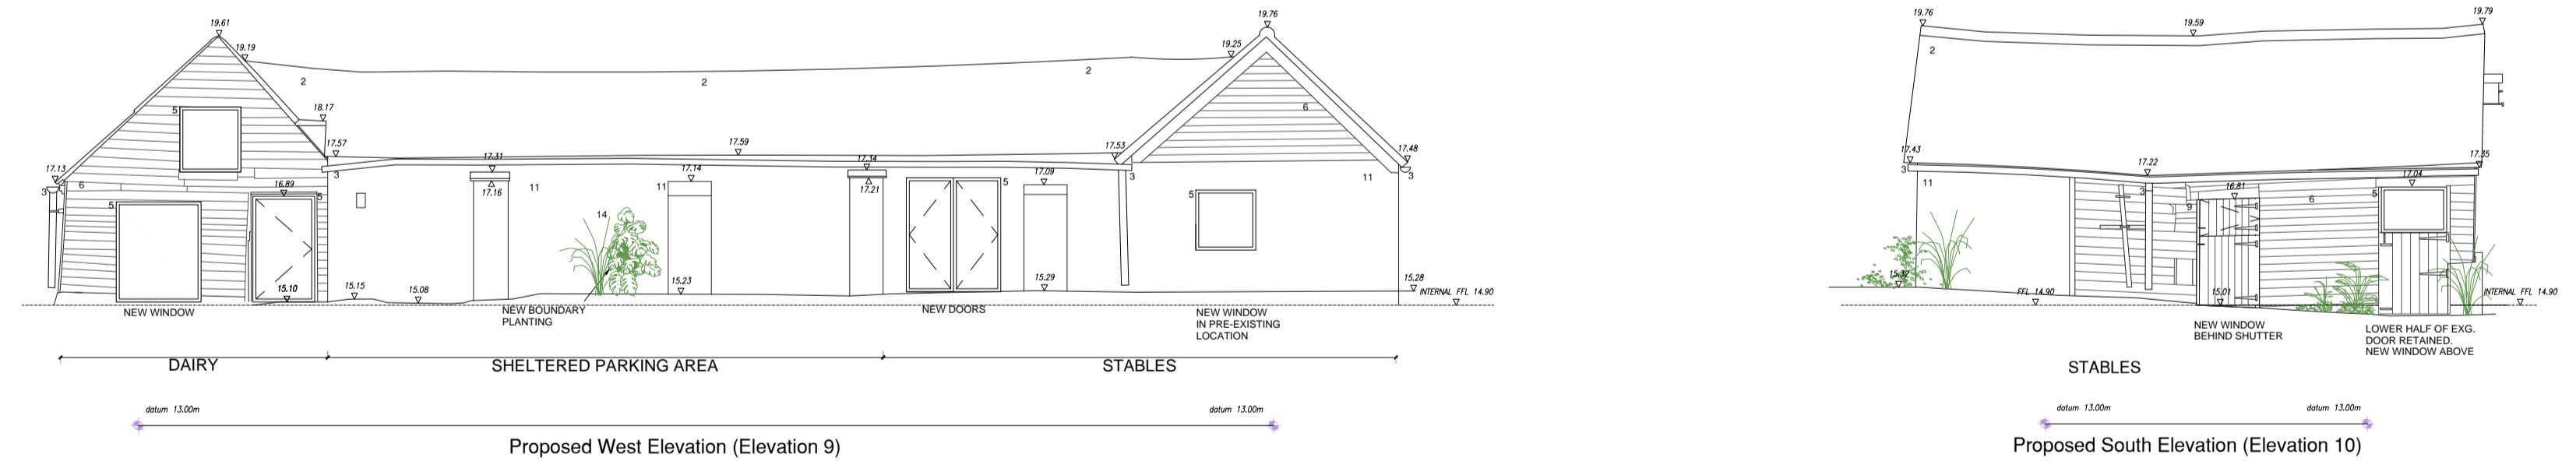 19.61
19.19
2
2
2
19.25
19.76
5
18.17
6
17.13
3
6
17.57
3
17.59
17.53
17.48
3
3
11
17.31
17.16
11
11
17.14
17.34
17.21
5
17.09
5
16.89
5
5
14
15.10
15.15
15.08
15.23
15.29
15.28
INTERNAL FFL 14.90
NEW WINDOW
NEW BOUNDARY
PLANTING
NEW DOORS
NEW WINDOW
IN PRE-EXISTING
LOCATION
DAIRY
SHELTERED PARKING AREA
STABLES
datum 13.00m
datum 13.00m
Proposed West Elevation (Elevation 9)
19.76
19.59
19.79
2
17.43
3
11
17.22
3
9
16.81
6
17.35
17.04
5
15.32
FFL 14.90
15.01
INTERNAL FFL 14.90
NEW WINDOW
BEHIND SHUTTER
LOWER HALF OF EXG.
DOOR RETAINED.
NEW WINDOW ABOVE
STABLES
datum 13.00m
datum 13.00m
Proposed South Elevation (Elevation 10)